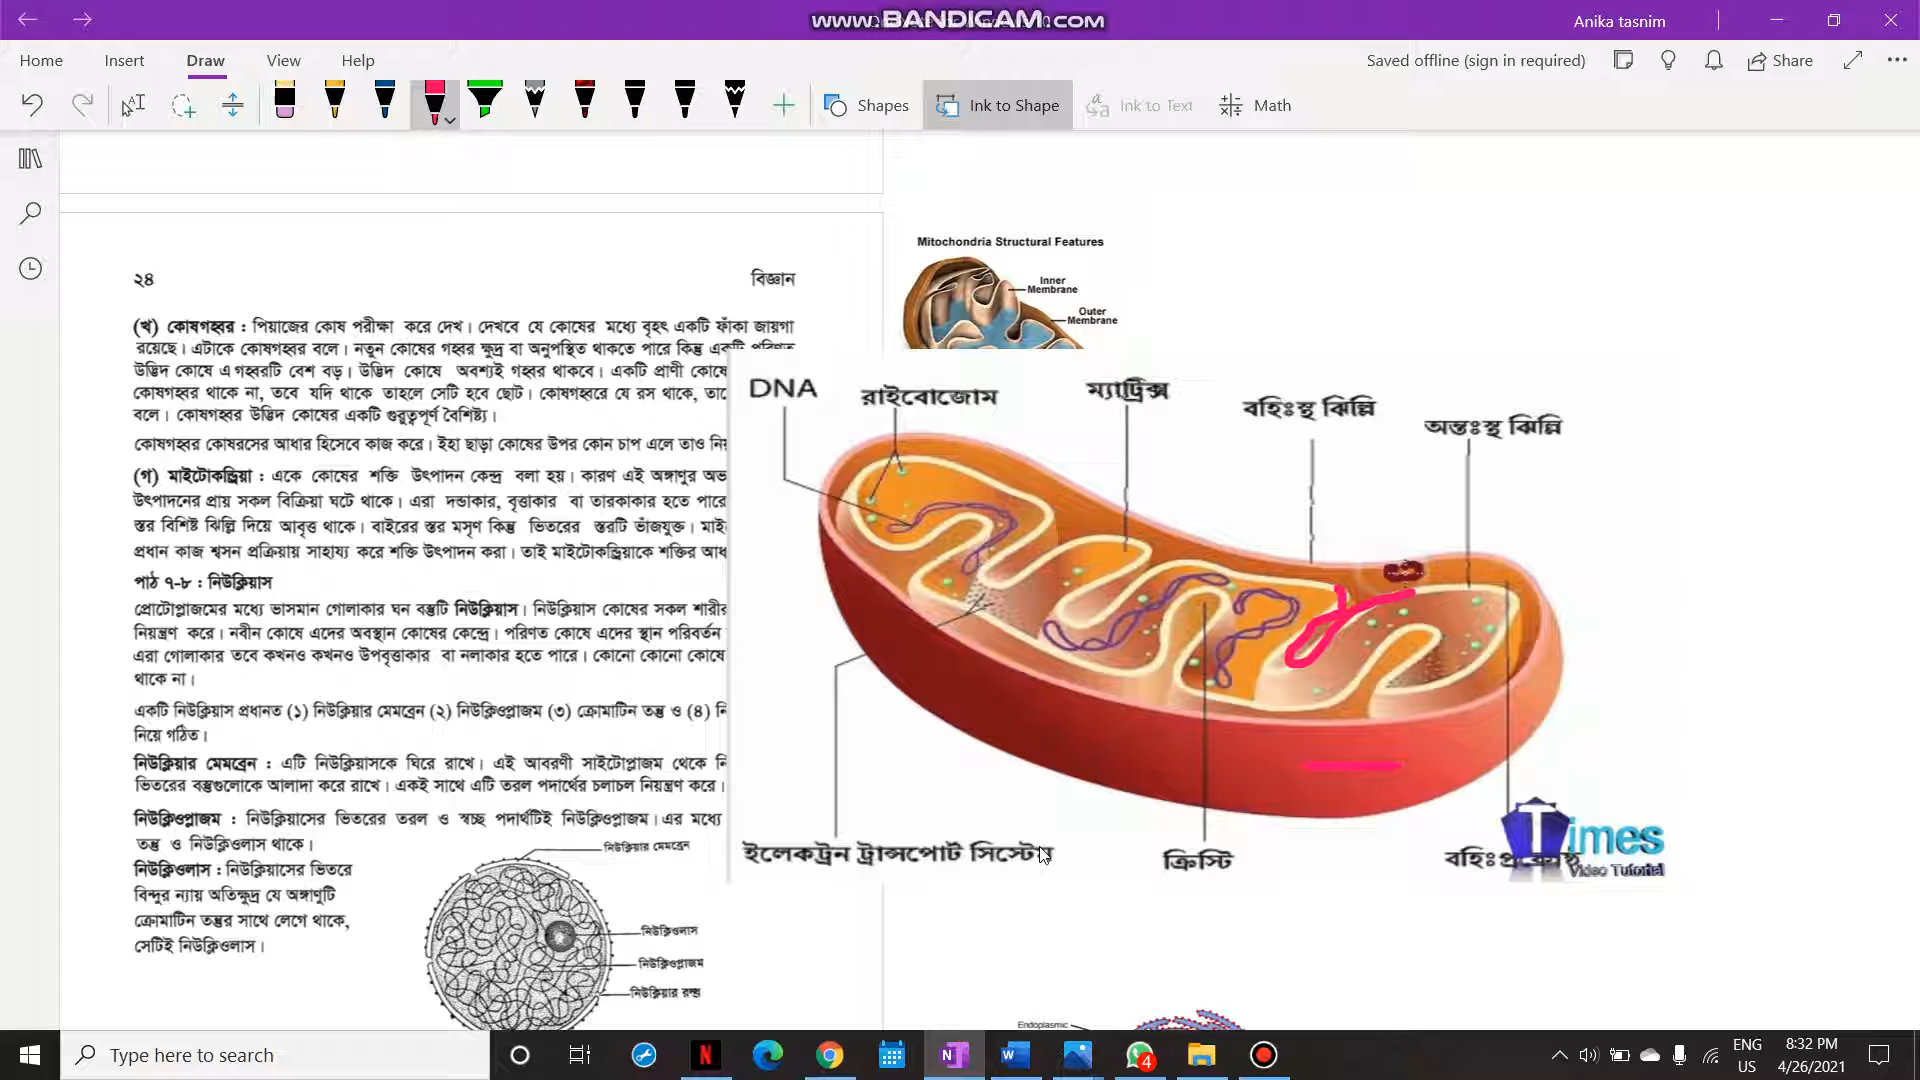 www.BANDICAM.com
Anika tasnim
Home Insert Draw View Help
Saved offline (sign in required) Share
Shapes Ink to Shape Ink to Text Math
২৪ বিজ্ঞান
(খ) কোষগহ্বর : পিয়াজের কোষ পরীক্ষা করে দেখ। দেখবে যে কোষের মধ্যে বৃহৎ একটি ফাঁকা জায়গা
রয়েছে। এটাকে কোষগহ্বর বলে। নতুন কোষের গহ্বর ক্ষুদ্র বা অনুপস্থিত থাকতে পারে কিন্তু একটি পরিণত
উদ্ভিদ কোষে এ গহ্বরটি বেশ বড়। উদ্ভিদ কোষে অবশ্যই গহ্বর থাকবে। একটি প্রাণী কোষে
কোষগহ্বর থাকে না, তবে যদি থাকে তাহলে সেটি হবে ছোট। কোষগহ্বরে যে রস থাকে, তাে
বলে। কোষগহ্বর উদ্ভিদ কোষের একটি গুরুত্বপূর্ণ বৈশিষ্ট্য।
কোষগহ্বর কোষরসের আধার হিসেবে কাজ করে। ইহা ছাড়া কোষের উপর কোন চাপ এলে তাও নিয়
(গ) মাইটোকন্ড্রিয়া : একে কোষের শক্তি উৎপাদন কেন্দ্র বলা হয়। কারণ এই অঙ্গাণুর অভ
উৎপাদনের প্রায় সকল বিক্রিয়া ঘটে থাকে। এরা দন্ডাকার, বৃত্তাকার বা তারকাকার হতে পারে
স্তর বিশিষ্ট ঝিল্লি দিয়ে আবৃত্ত থাকে। বাইরের স্তর মসৃণ কিন্তু ভিতরের স্তরটি ভাঁজযুক্ত। মাই
প্রধান কাজ শ্বসন প্রক্রিয়ায় সাহায্য করে শক্তি উৎপাদন করা। তাই মাইটোকন্ড্রিয়াকে শক্তির আধ
পাঠ ৭-৮ : নিউক্লিয়াস
প্রোটোপ্লাজমের মধ্যে ভাসমান গোলাকার ঘন বস্তুটি নিউক্লিয়াস। নিউক্লিয়াস কোষের সকল শারীর
নিয়ন্ত্রণ করে। নবীন কোষে এদের অবস্থান কোষের কেন্দ্রে। পরিণত কোষে এদের স্থান পরিবর্তন
এরা গোলাকার তবে কখনও কখনও উপবৃত্তাকার বা নলাকার হতে পারে। কোনো কোনো কোষে
থাকে না।
একটি নিউক্লিয়াস প্রধানত (১) নিউক্লিয়ার মেমব্রেন (২) নিউক্লিওপ্লাজম (৩) ক্রোমাটিন তন্তু ও (৪) নি
নিয়ে গঠিত।
নিউক্লিয়ার মেমব্রেন : এটি নিউক্লিয়াসকে ঘিরে রাখে। এই আবরণী সাইটোপ্লাজম থেকে নি
ভিতরের বস্তুগুলোকে আলাদা করে রাখে। একই সাথে এটি তরল পদার্থের চলাচল নিয়ন্ত্রণ করে।
নিউক্লিওপ্লাজম : নিউক্লিয়াসের ভিতরের তরল ও স্বচ্ছ পদার্থটিই নিউক্লিওপ্লাজম। এর মধ্যে
তন্তু ও নিউক্লিওলাস থাকে।
নিউক্লিওলাস : নিউক্লিয়াসের ভিতরে
বিন্দুর ন্যায় অতিক্ষুদ্র যে অঙ্গাণুটি
ক্রোমাটিন তন্তুর সাথে লেগে থাকে,
সেটিই নিউক্লিওলাস।
নিউক্লিয়ার মেমব্রেন
নিউক্লিওলাস
নিউক্লিওপ্লাজম
নিউক্লিয়ার রন্ধ্র
Mitochondria Structural Features
Inner
Membrane
Outer
Membrane
DNA
রাইবোজোম
ম্যাট্রিক্স
বহিঃস্থ ঝিল্লি
অন্তঃস্থ ঝিল্লি
ইলেকট্রন ট্রান্সপোর্ট সিস্টেম
ক্রিস্টি
বহিঃপ্রকোষ্ঠ
Times
Video Tutorial
Endoplasmic
Type here to search
4
ENG
US
8:32 PM
4/26/2021